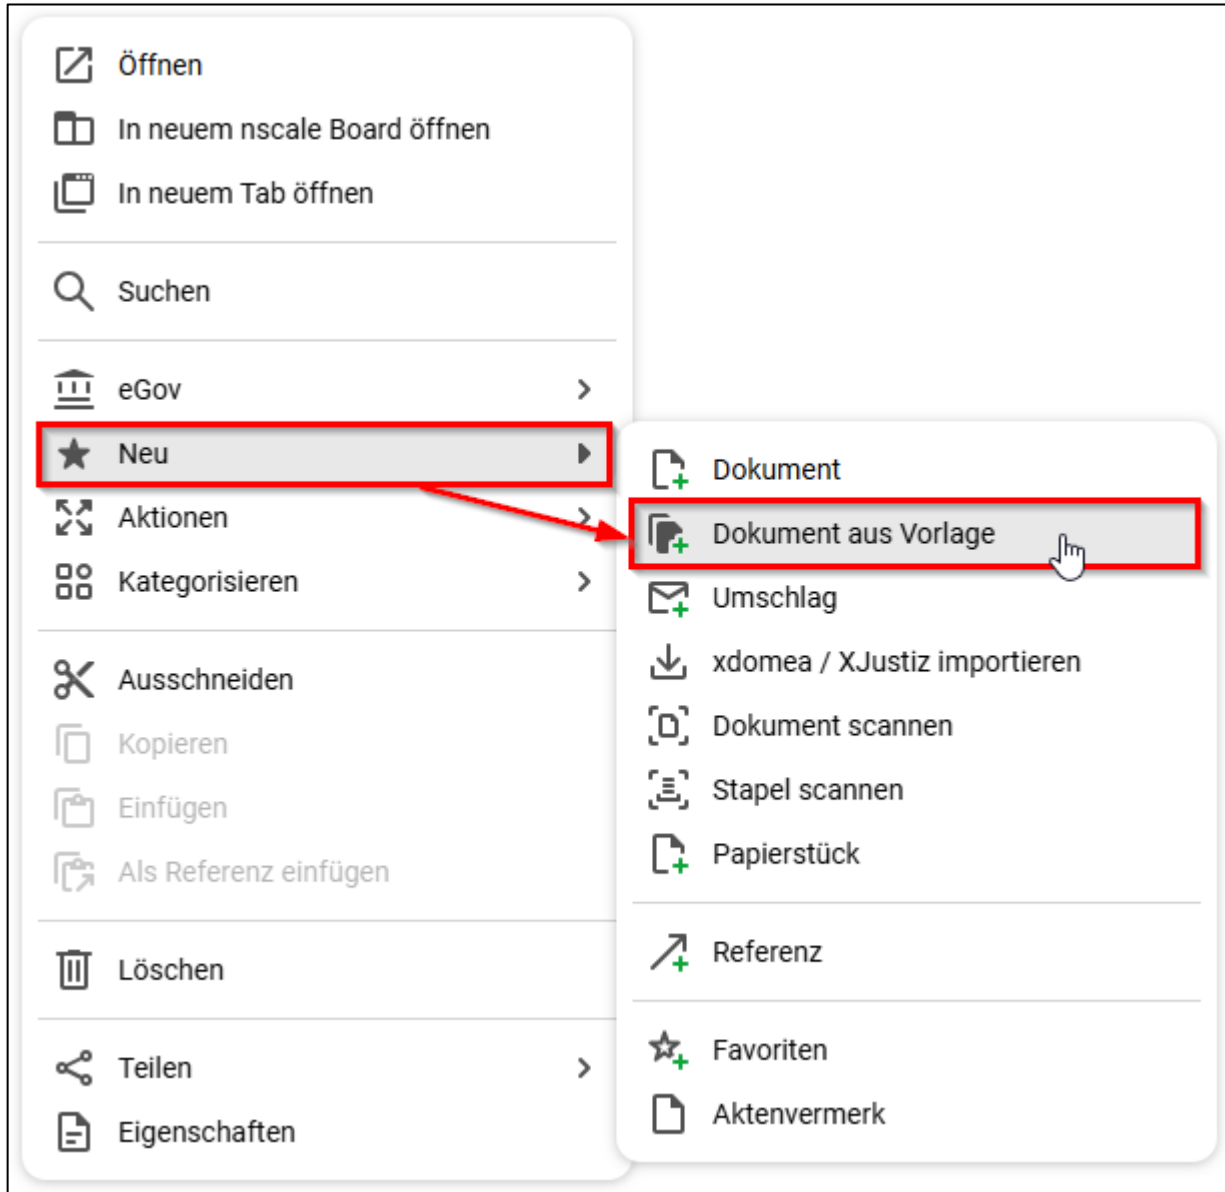 Öffnen
In neuem nscale Board öffnen
In neuem Tab öffnen
Suchen
eGov
Neu
Aktionen
Kategorisieren
Ausschneiden
Kopieren
Einfügen
Als Referenz einfügen
Löschen
Teilen
Eigenschaften
Dokument
Dokument aus Vorlage
Umschlag
xdomea / XJustiz importieren
Dokument scannen
Stapel scannen
Papierstück
Referenz
Favoriten
Aktenvermerk